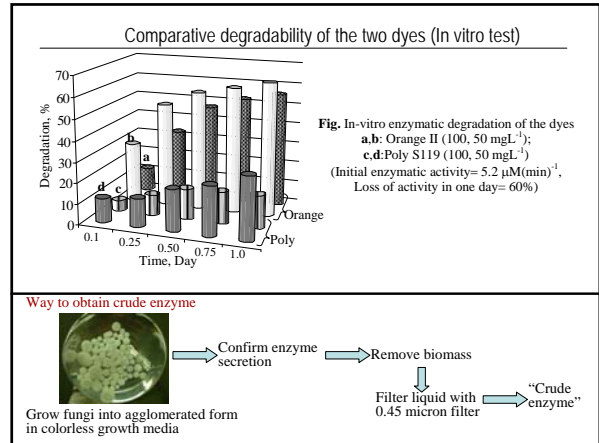 Comparative degradability of the two dyes (In vitro test)
Degradation, %
70
60
50
40
30
20
10
0
b
a
d
c
0.1
0.25
0.50
0.75
1.0
Time, Day
Orange
Poly
Fig. In-vitro enzymatic degradation of the dyes
a,b: Orange II (100, 50 mgL⁻¹);
c,d:Poly S119 (100, 50 mgL⁻¹)
(Initial enzymatic activity= 5.2 µM(min)⁻¹,
Loss of activity in one day= 60%)
Way to obtain crude enzyme
Grow fungi into agglomerated form
in colorless growth media
Confirm enzyme
secretion
Remove biomass
Filter liquid with
0.45 micron filter
“Crude
enzyme”